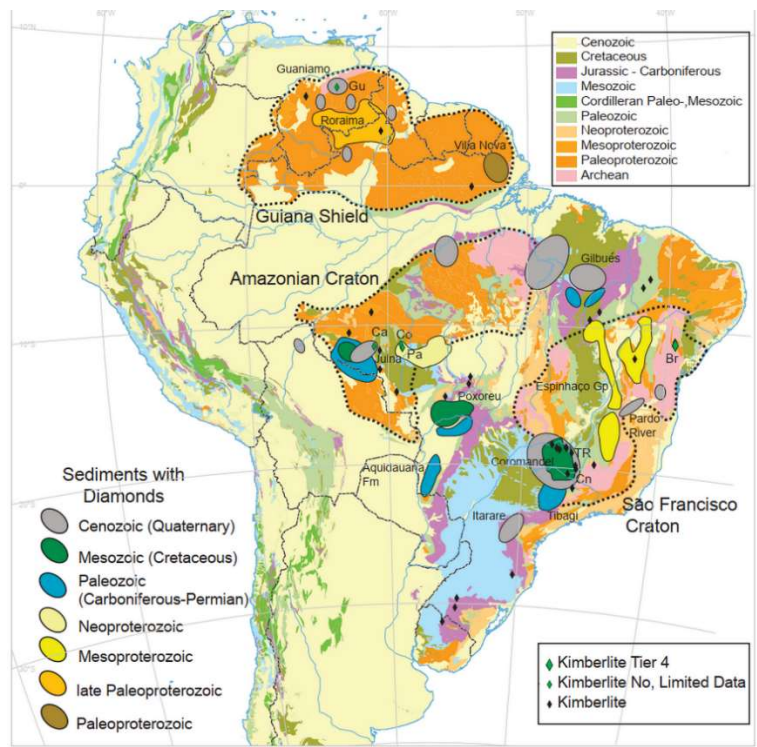 Cenozoic
Cretaceous
Jurassic - Carboniferous
Mesozoic
Cordilleran Paleo-,Mesozoic
Paleozoic
Neoproterozoic
Mesoproterozoic
Paleoproterozoic
Archean
Guaniamo
Gu
Roraima
Villa Nova
Guiana Shield
Amazonian Craton
Gilbués
Ca
Co
Juina
Pa
Br
Espinhaço Gp
Poxoreu
Pardo
River
Aquidauana
Fm
Coromandel
TR
Cn
Itarare
Tibagi
São Francisco
Craton
Sediments with
Diamonds
Cenozoic (Quaternary)
Mesozoic (Cretaceous)
Paleozoic
(Carboniferous-Permian)
Neoproterozoic
Mesoproterozoic
late Paleoproterozoic
Paleoproterozoic
Kimberlite Tier 4
Kimberlite No, Limited Data
Kimberlite